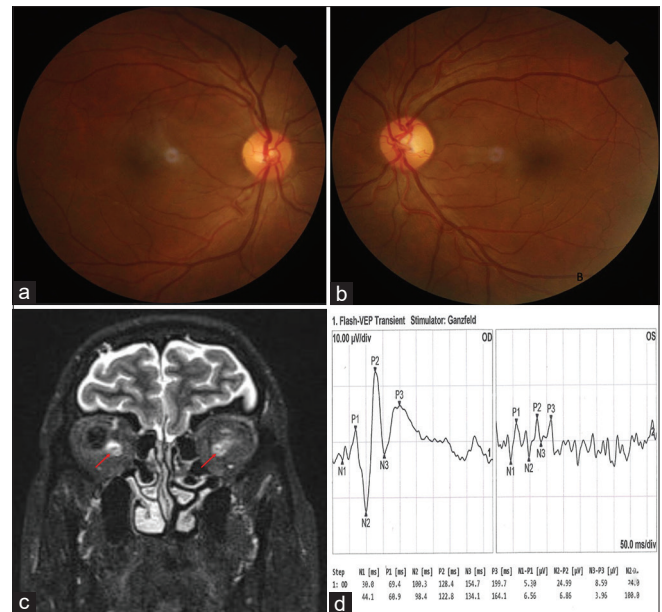 a
b
B
c
d
1. Flash-VEP Transient Stimulator: Ganzfeld
10.00 µV/div
OD
OS
P2
P3
P1
N1
N3
N2
P1
P2
P3
N1
N2
N3
1
50.0 ms/div
Step N1 [ms] P1 [ms] N2 [ms] P2 [ms] N3 [ms] P3 [ms] N1-P1 [µV] N2-P2 [µV] N3-P3 [µV]
1: OD 30.0 69.4 100.3 128.4 154.7 199.7 5.30 24.99 8.59
44.1 60.9 98.4 122.8 134.1 164.1 6.56 6.86 3.96 100.0